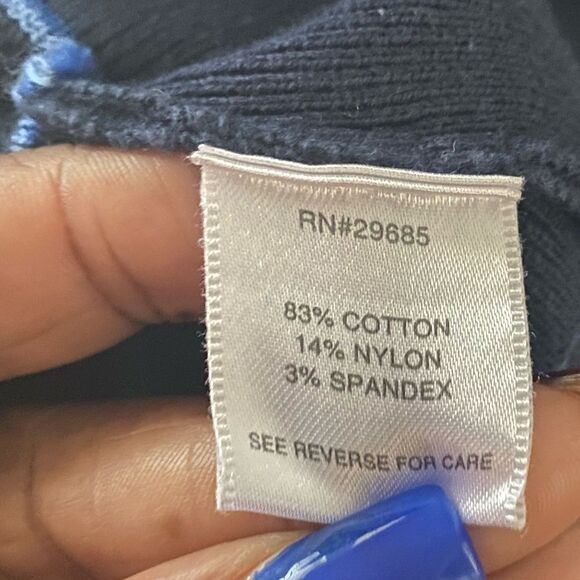 RN#29685
83% COTTON
14% NYLON
3% SPANDEX
SEE REVERSE FOR CARE